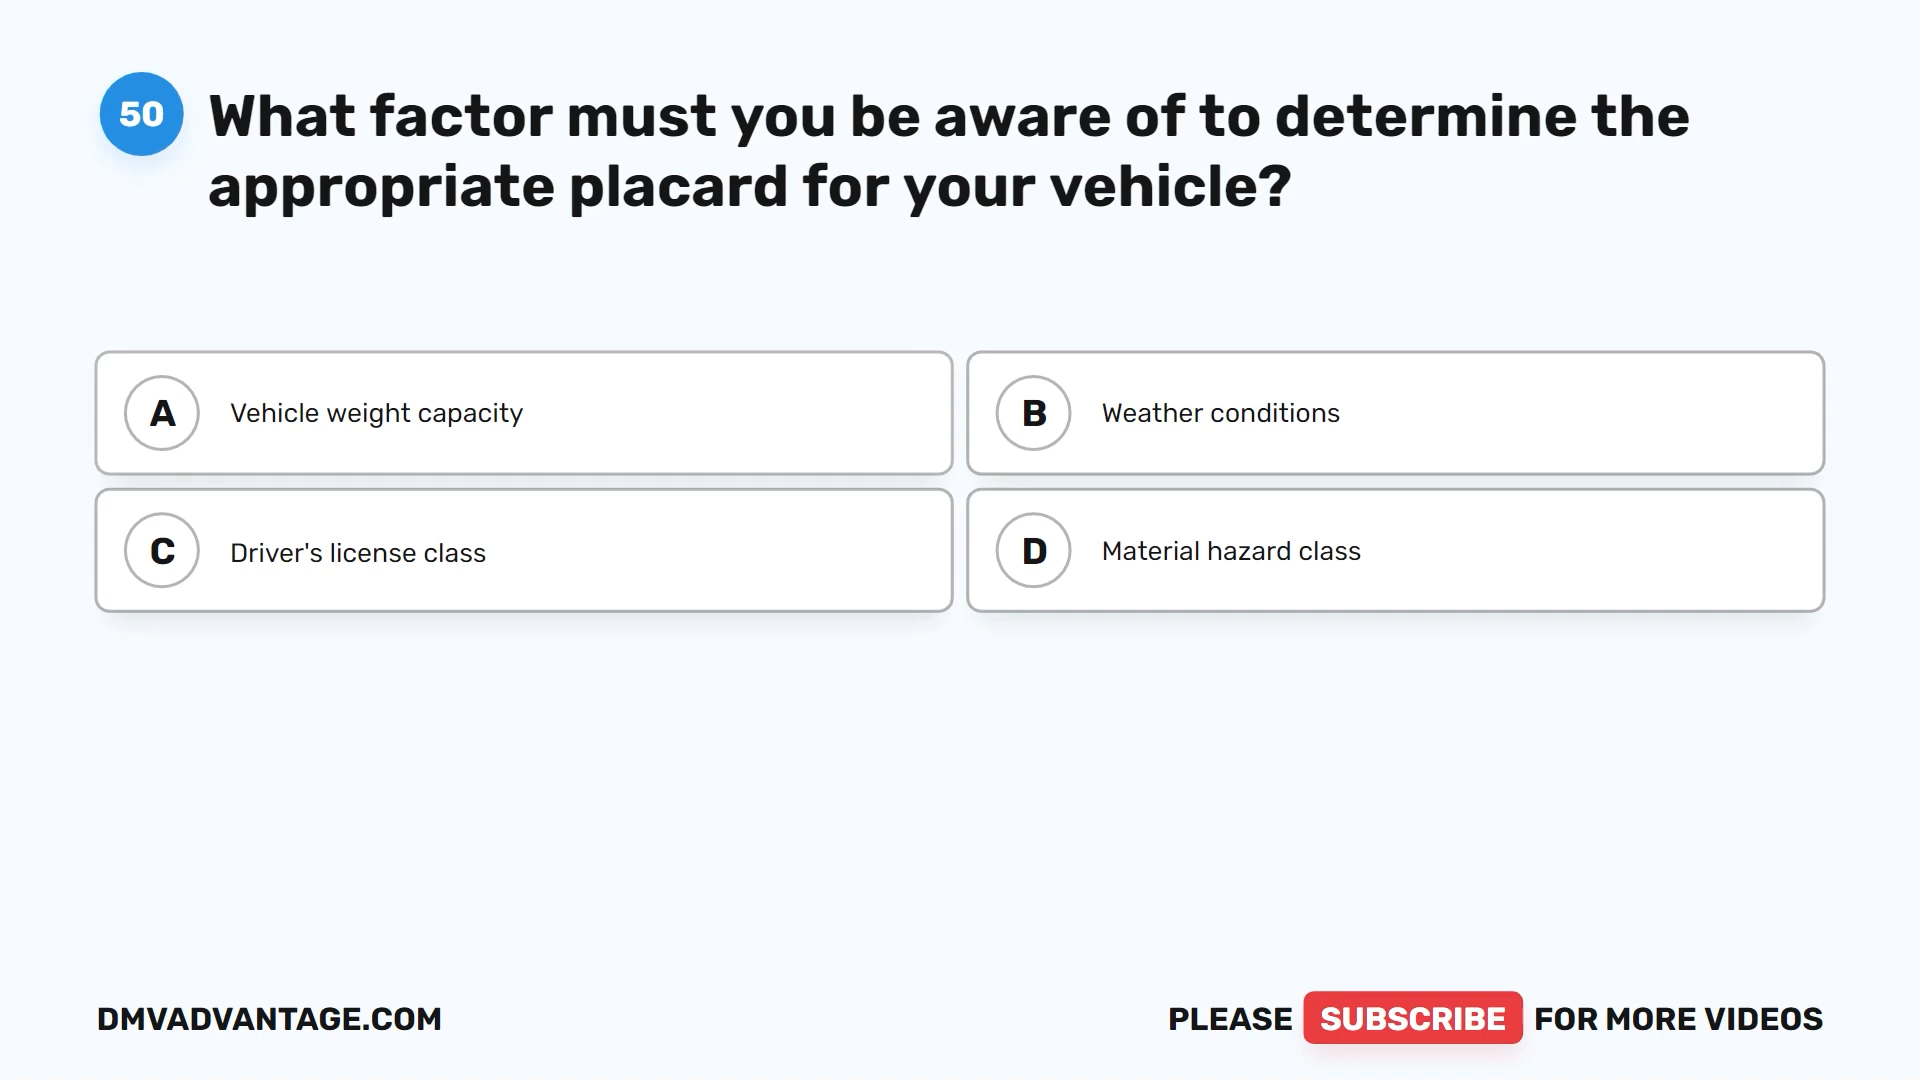 50
What factor must you be aware of to determine the
appropriate placard for your vehicle?
A Vehicle weight capacity
B Weather conditions
C Driver's license class
D Material hazard class
DMVADVANTAGE.COM
PLEASE SUBSCRIBE FOR MORE VIDEOS